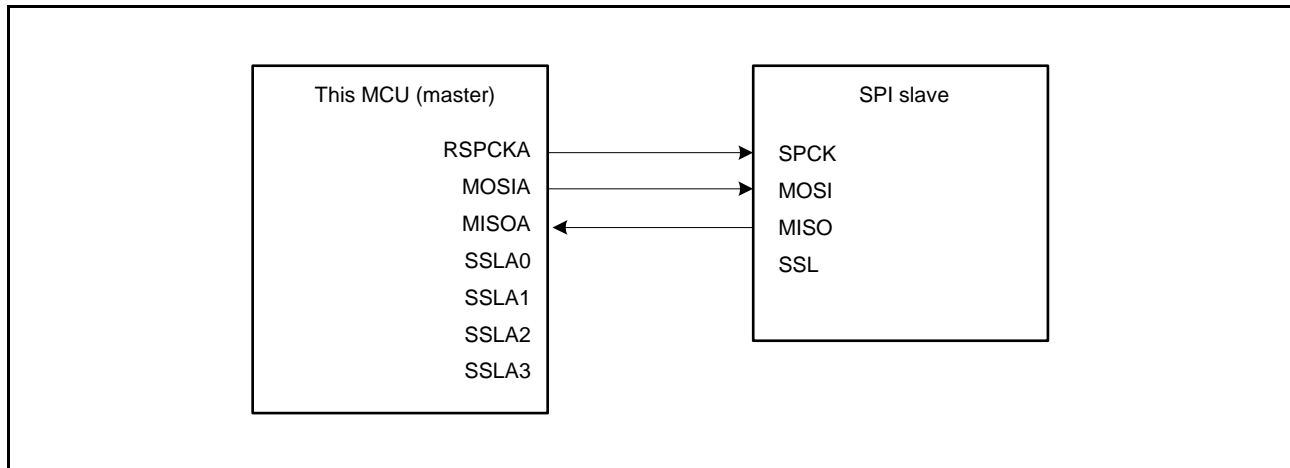 This MCU (master)
RSPCKA
MOSIA
MISOA
SSLA0
SSLA1
SSLA2
SSLA3
SPI slave
SPCK
MOSI
MISO
SSL